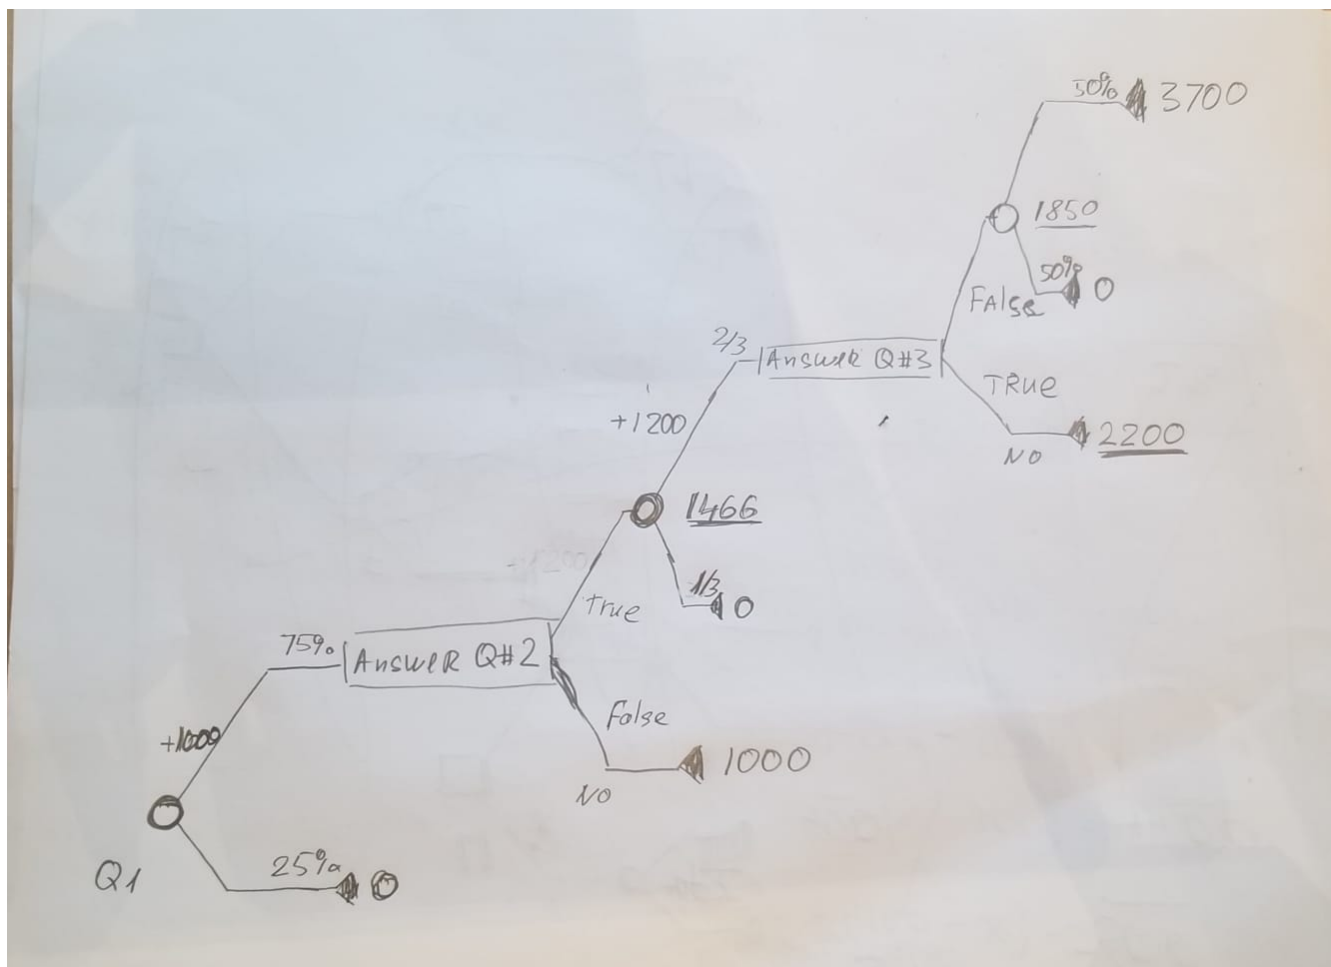 50% 3700
1850
50% 0
FAlse
2/3 Answer Q#3
TRue
+1200
2200
NO
1466
1/3 0
True
75% AnsweR Q#2
False
+1000
1000
NO
25% 0
Q1